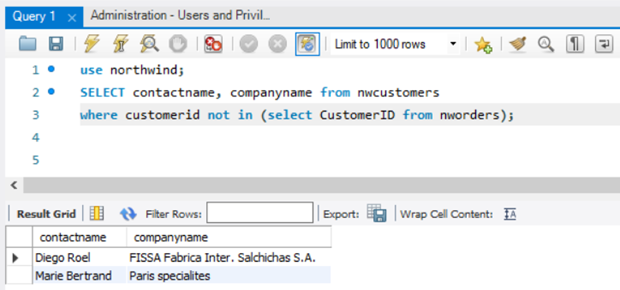 Query 1 × Administration - Users and Privil...
Limit to 1000 rows
1 use northwind;
2 SELECT contactname, companyname from nwcustomers
3 where customerid not in (select CustomerID from nworders);
4
5
<
Result Grid Filter Rows: Export: Wrap Cell Content:
contactname companyname
Diego Roel FISSA Fabrica Inter. Salchichas S.A.
Marie Bertrand Paris specialites